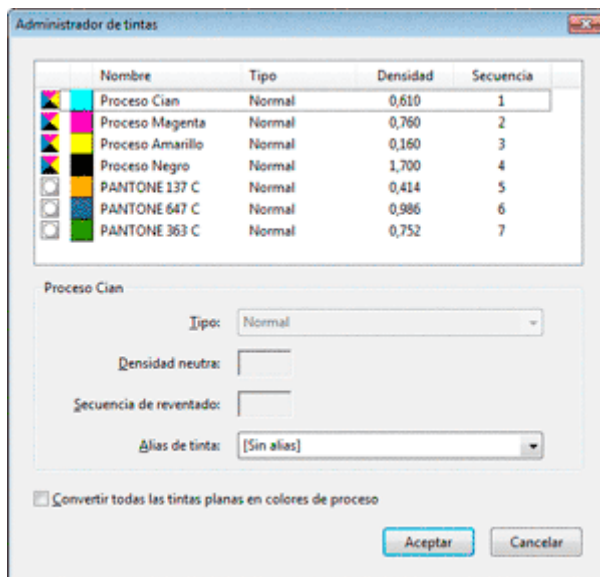 Administrador de tintas
Nombre Tipo Densidad Secuencia
Proceso Cian Normal 0,610 1
Proceso Magenta Normal 0,760 2
Proceso Amarillo Normal 0,160 3
Proceso Negro Normal 1,700 4
PANTONE 137 C Normal 0,414 5
PANTONE 647 C Normal 0,986 6
PANTONE 363 C Normal 0,752 7
Proceso Cian
Tipo: Normal
Densidad neutra:
Secuencia de reventado:
Alias de tinta: [Sin alias]
Convertir todas las tintas planas en colores de proceso
Aceptar Cancelar